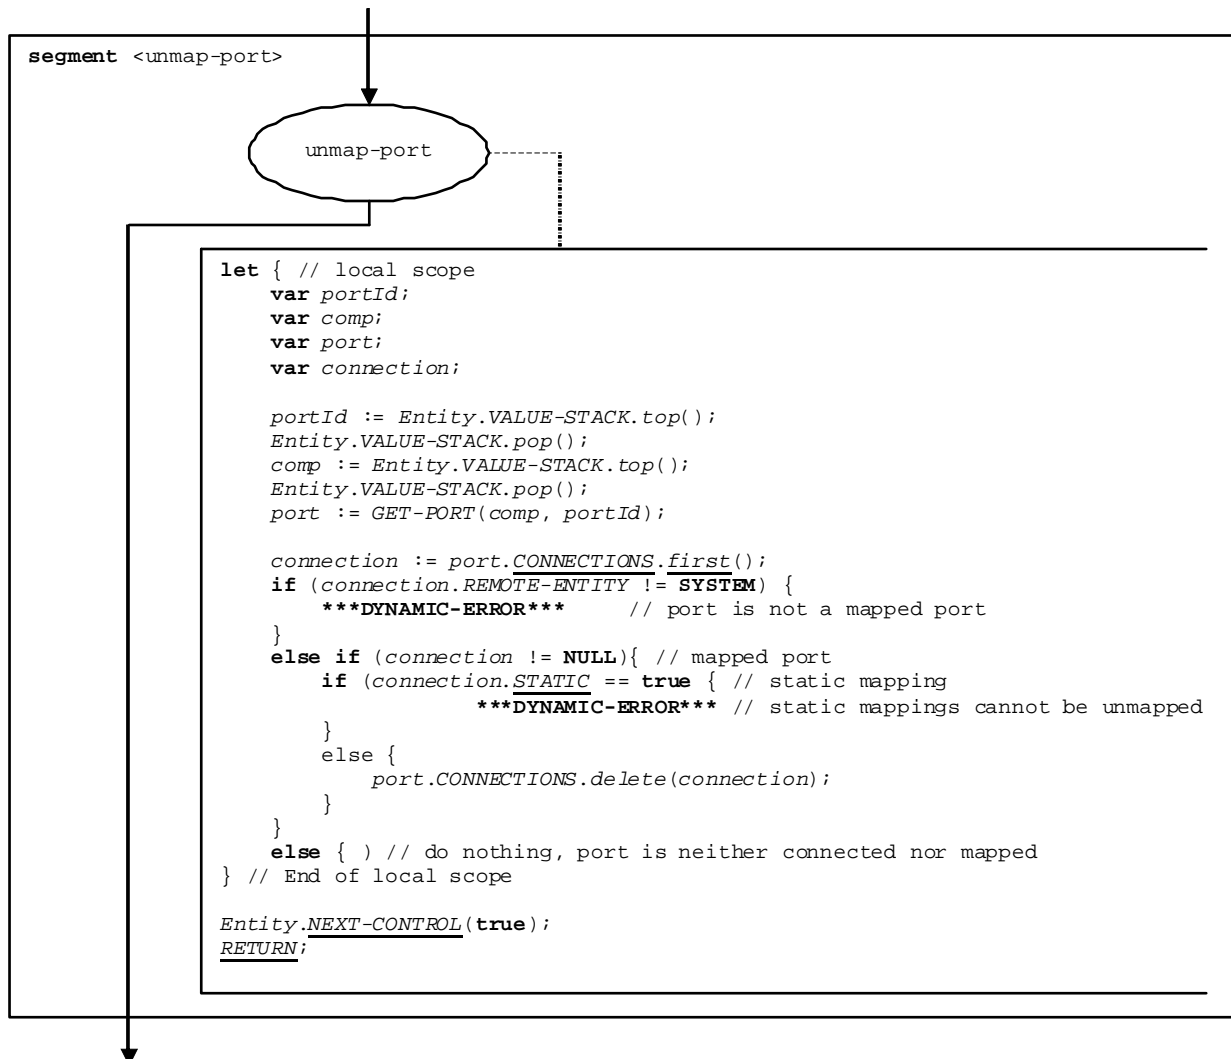 segment <unmap-port>
unmap-port
let { // local scope
var portId;
var comp;
var port;
var connection;
portId := Entity.VALUE-STACK.top();
Entity.VALUE-STACK.pop();
comp := Entity.VALUE-STACK.top();
Entity.VALUE-STACK.pop();
port := GET-PORT(comp, portId);
connection := port.CONNECTIONS.first();
if (connection.REMOTE-ENTITY != SYSTEM) {
***DYNAMIC-ERROR*** // port is not a mapped port
}
else if (connection != NULL){ // mapped port
if (connection.STATIC == true { // static mapping
***DYNAMIC-ERROR*** // static mappings cannot be unmapped
}
else {
port.CONNECTIONS.delete(connection);
}
}
else { ) // do nothing, port is neither connected nor mapped
} // End of local scope
Entity.NEXT-CONTROL(true);
RETURN;